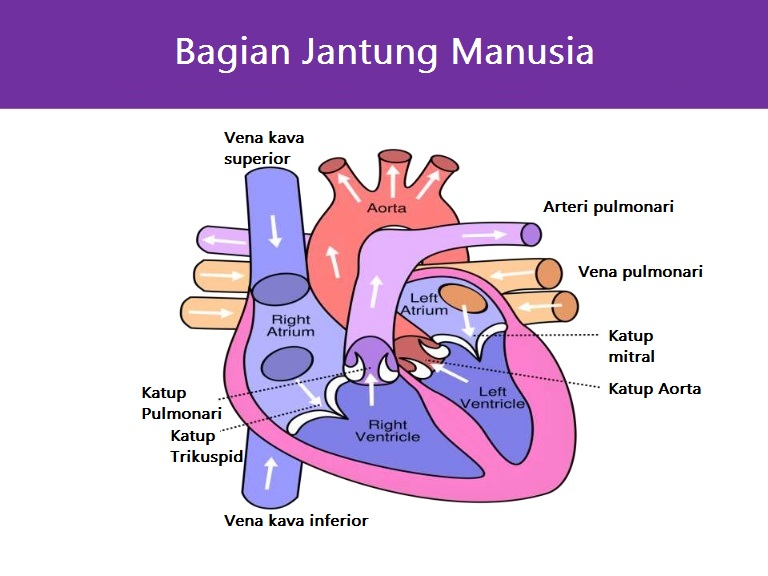 Bagian Jantung Manusia
Vena kava
superior
Aorta
Arteri pulmonari
Vena pulmonari
Left
Atrium
Right
Atrium
Katup
mitral
Katup Aorta
Left
Ventricle
Katup
Pulmonari
Katup
Trikuspid
Right
Ventricle
Vena kava inferior